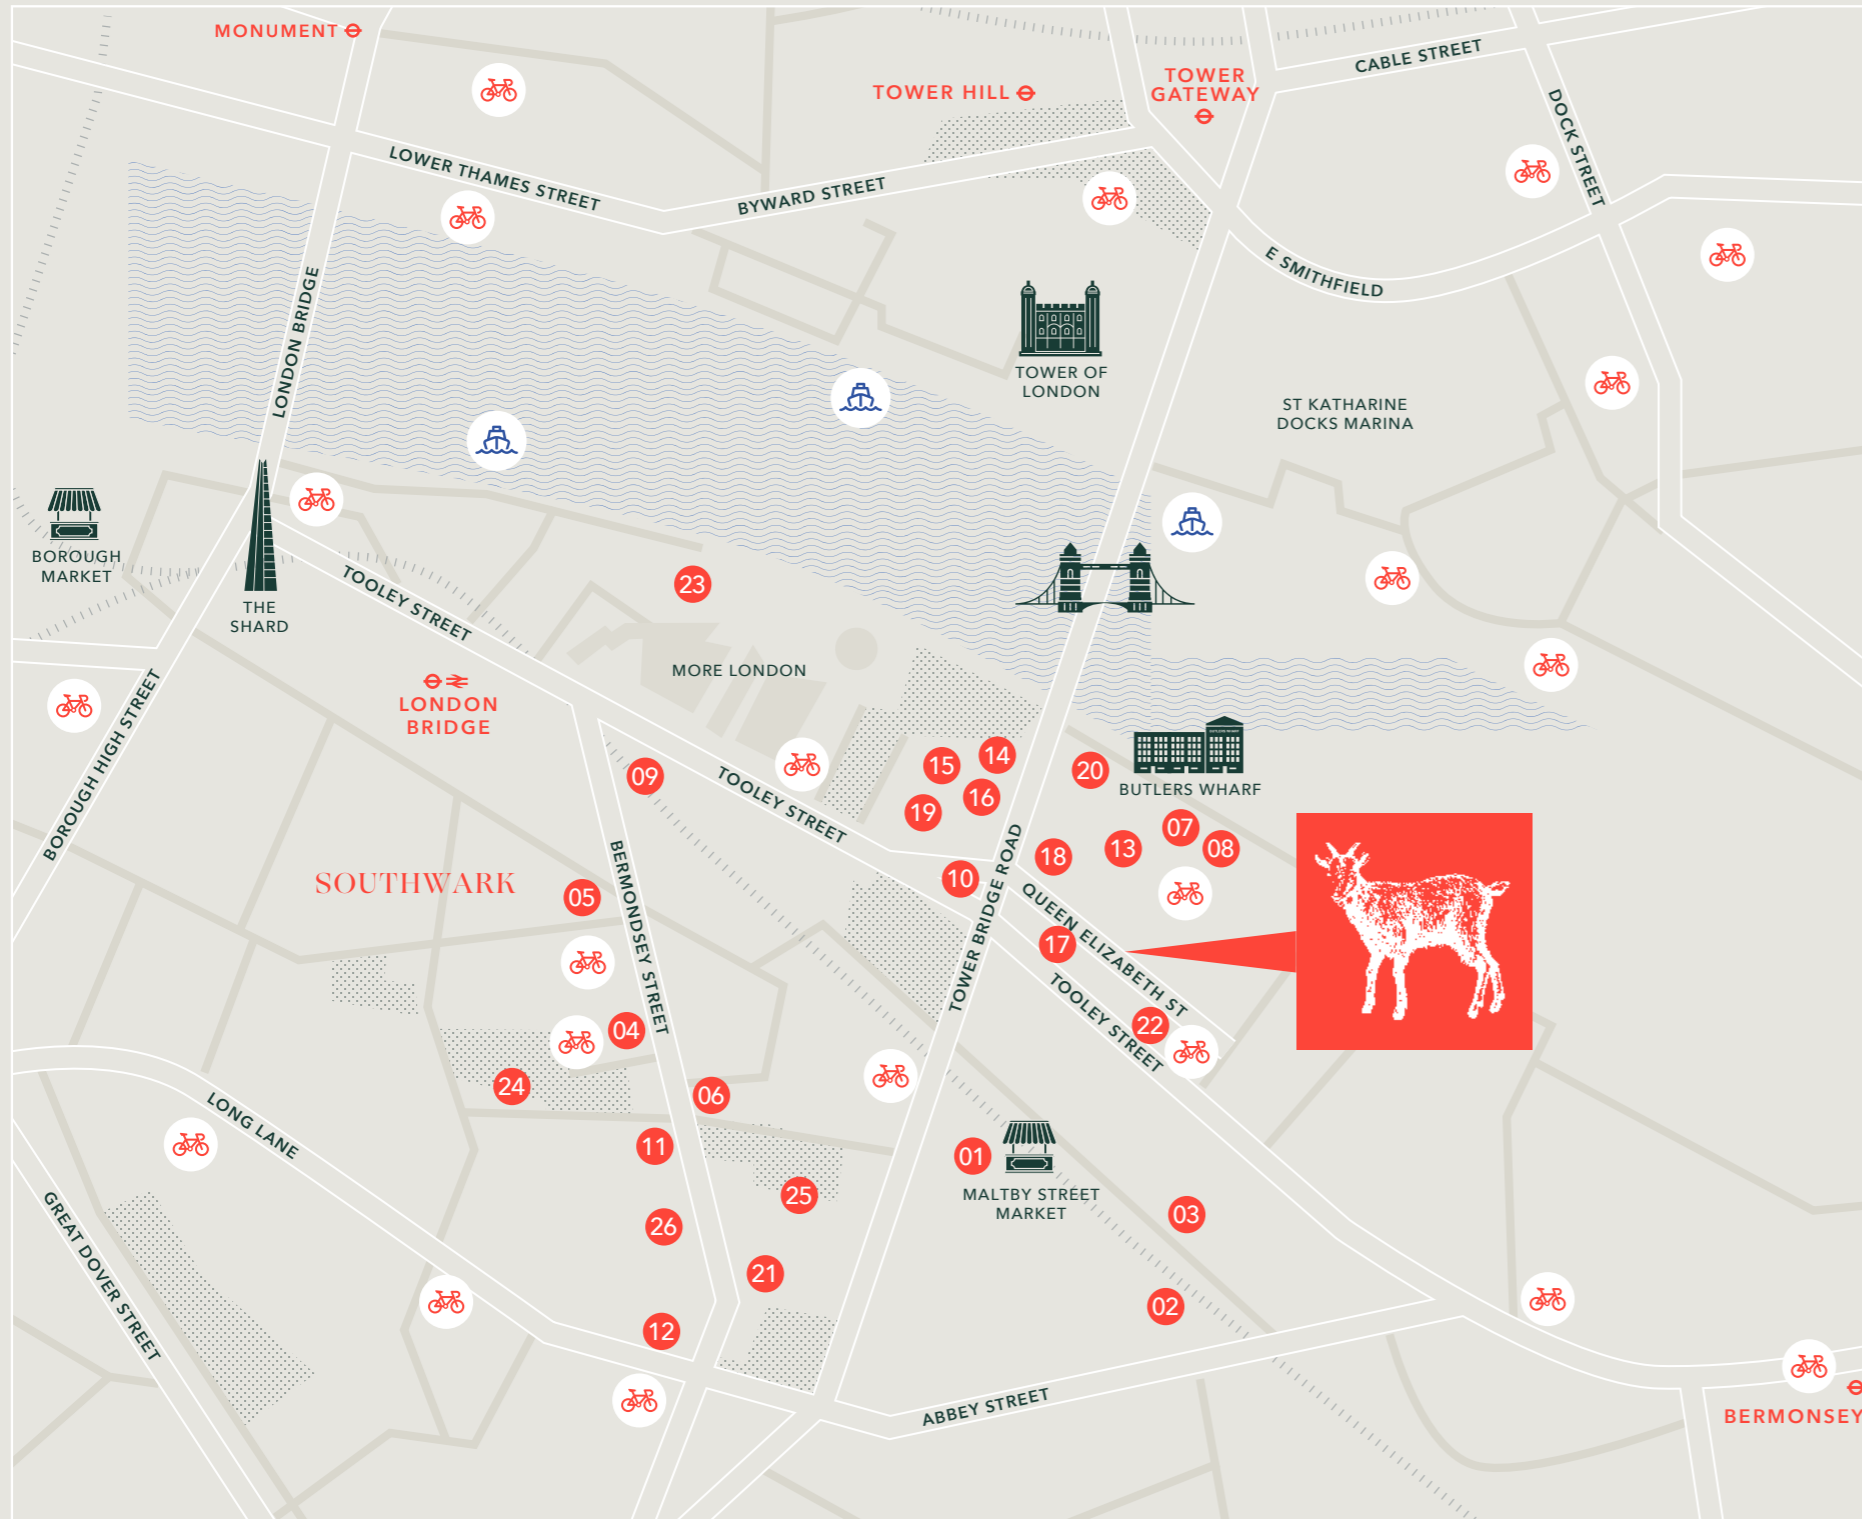 MONUMENT
TOWER HILL
TOWER
GATEWAY
CABLE STREET
DOCK STREET
LOWER THAMES STREET
BYWARD STREET
E SMITHFIELD
LONDON BRIDGE
TOWER OF
LONDON
ST KATHARINE
DOCKS MARINA
BOROUGH
MARKET
THE
SHARD
TOOLEY STREET
23
MORE LONDON
LONDON
BRIDGE
BOROUGH HIGH STREET
09
TOOLEY STREET
15
14
16
19
20
BUTLERS WHARF
07
08
13
18
10
TOWER BRIDGE ROAD
QUEEN ELIZABETH ST
17
TOOLEY STREET
22
SOUTHWARK
05
BERMONDSEY STREET
04
24
06
11
01
MALTBY STREET
MARKET
25
03
26
21
02
12
LONG LANE
GREAT DOVER STREET
ABBEY STREET
BERMONSEY